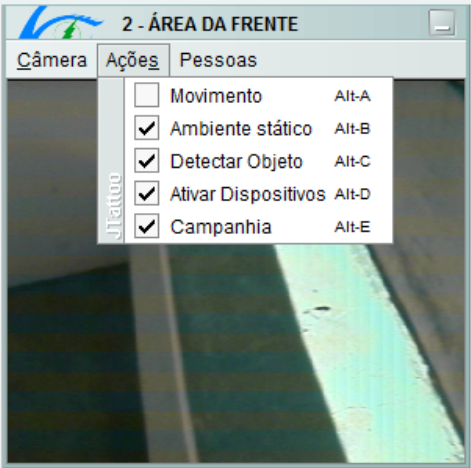 2 - ÁREA DA FRENTE
Câmera Ações Pessoas
Movimento Alt-A
Ambiente stático Alt-B
Detectar Objeto Alt-C
Ativar Dispositivos Alt-D
Campanhia Alt-E
JTattoo